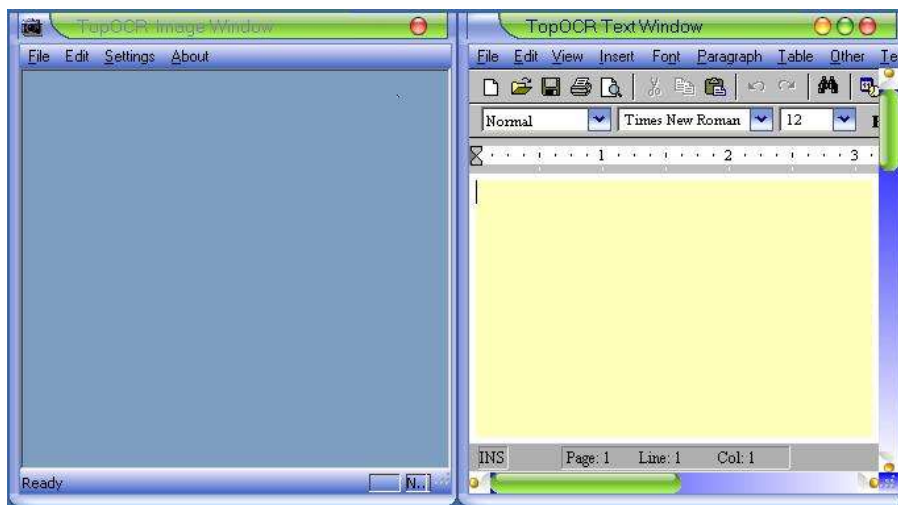 TopOCR Image Window
File Edit Settings About
Ready
N..
TopOCR Text Window
File Edit View Insert Font Paragraph Table Other Te
Normal Times New Roman 12
1 2 3
INS Page: 1 Line: 1 Col: 1